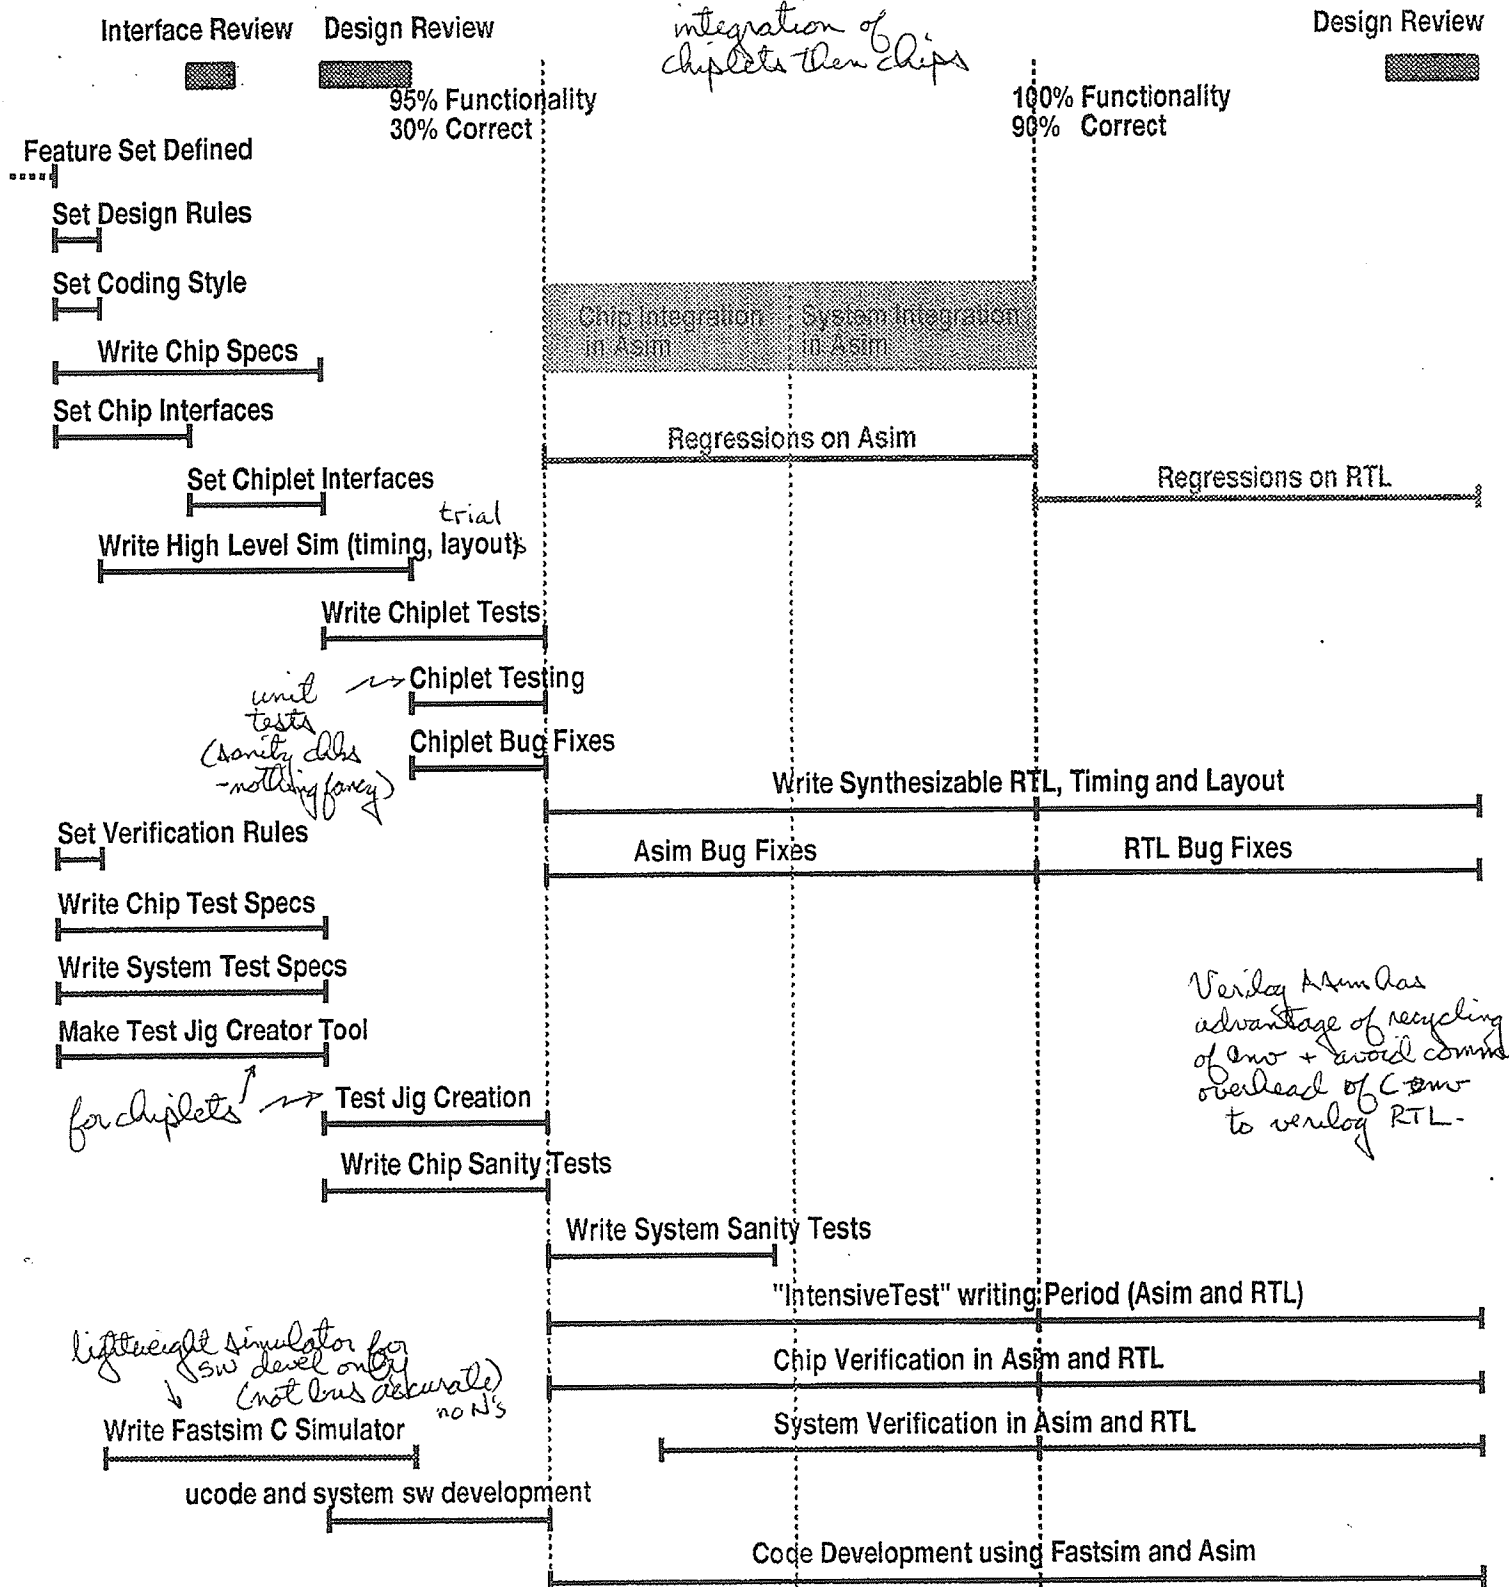 Interface Review
Design Review
integration of
chiplets then chips
Design Review
95% Functionality
30% Correct
100% Functionality
90% Correct
Feature Set Defined
Set Design Rules
Set Coding Style
Chip Integration
in Asim
System Integration
in Asim
Write Chip Specs
Set Chip Interfaces
Regressions on Asim
Set Chiplet Interfaces
Regressions on RTL
trial
Write High Level Sim (timing, layouts)
Write Chiplet Tests
Chiplet Testing
unit
tests
(sanity
-nothing fancy)
Chiplet Bug Fixes
Write Synthesizable RTL, Timing and Layout
Set Verification Rules
Asim Bug Fixes
RTL Bug Fixes
Write Chip Test Specs
Write System Test Specs
Verilog Asim has
advantage of recycling
of env + avoid comm
overhead of C env
to verilog RTL-
Make Test Jig Creator Tool
for chiplets
Test Jig Creation
Write Chip Sanity Tests
Write System Sanity Tests
"IntensiveTest" writing Period (Asim and RTL)
lightweight simulator for
sw devel only
(not bus accurate)
no N's
Chip Verification in Asim and RTL
Write Fastsim C Simulator
System Verification in Asim and RTL
ucode and system sw development
Code Development using Fastsim and Asim